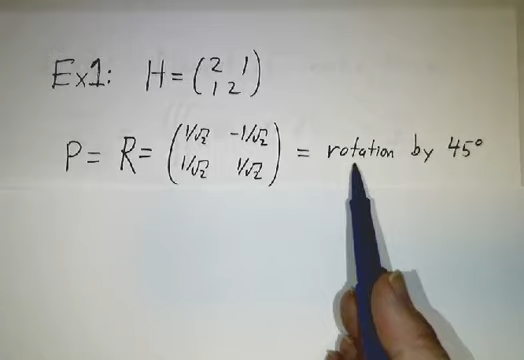 Ex1: H = (2 1
1 2)
P = R = (1/√2 -1/√2
1/√2 1/√2) = rotation by 45°